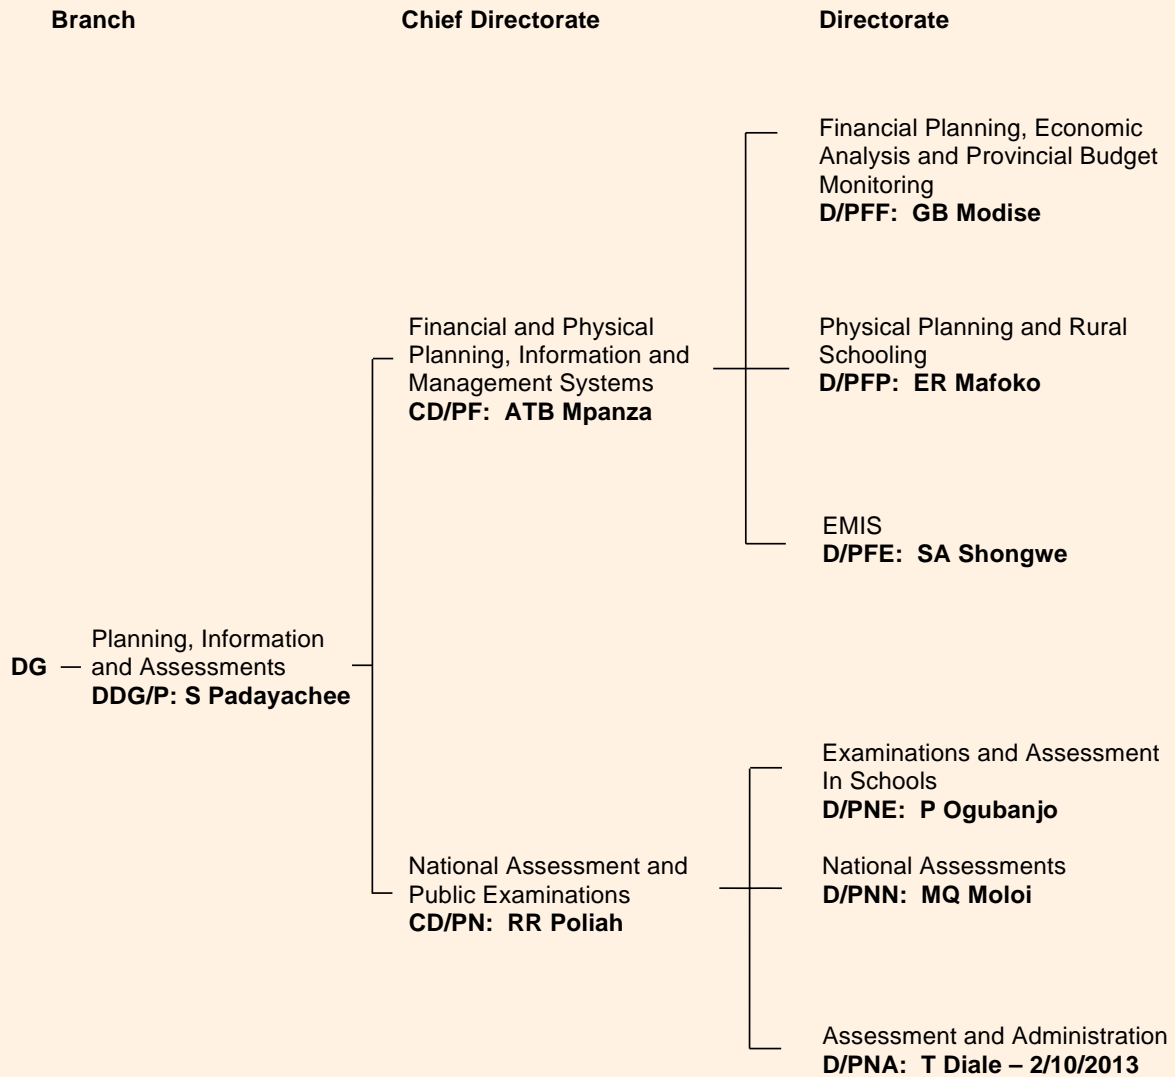 Branch
Chief Directorate
Directorate
Financial Planning, Economic
Analysis and Provincial Budget
Monitoring
D/PFF: GB Modise
Financial and Physical
Planning, Information and
Management Systems
CD/PF: ATB Mpanza
Physical Planning and Rural
Schooling
D/PFP: ER Mafoko
EMIS
D/PFE: SA Shongwe
DG
Planning, Information
and Assessments
DDG/P: S Padayachee
Examinations and Assessment
In Schools
D/PNE: P Ogubanjo
National Assessment and
Public Examinations
CD/PN: RR Poliah
National Assessments
D/PNN: MQ Moloi
Assessment and Administration
D/PNA: T Diale – 2/10/2013